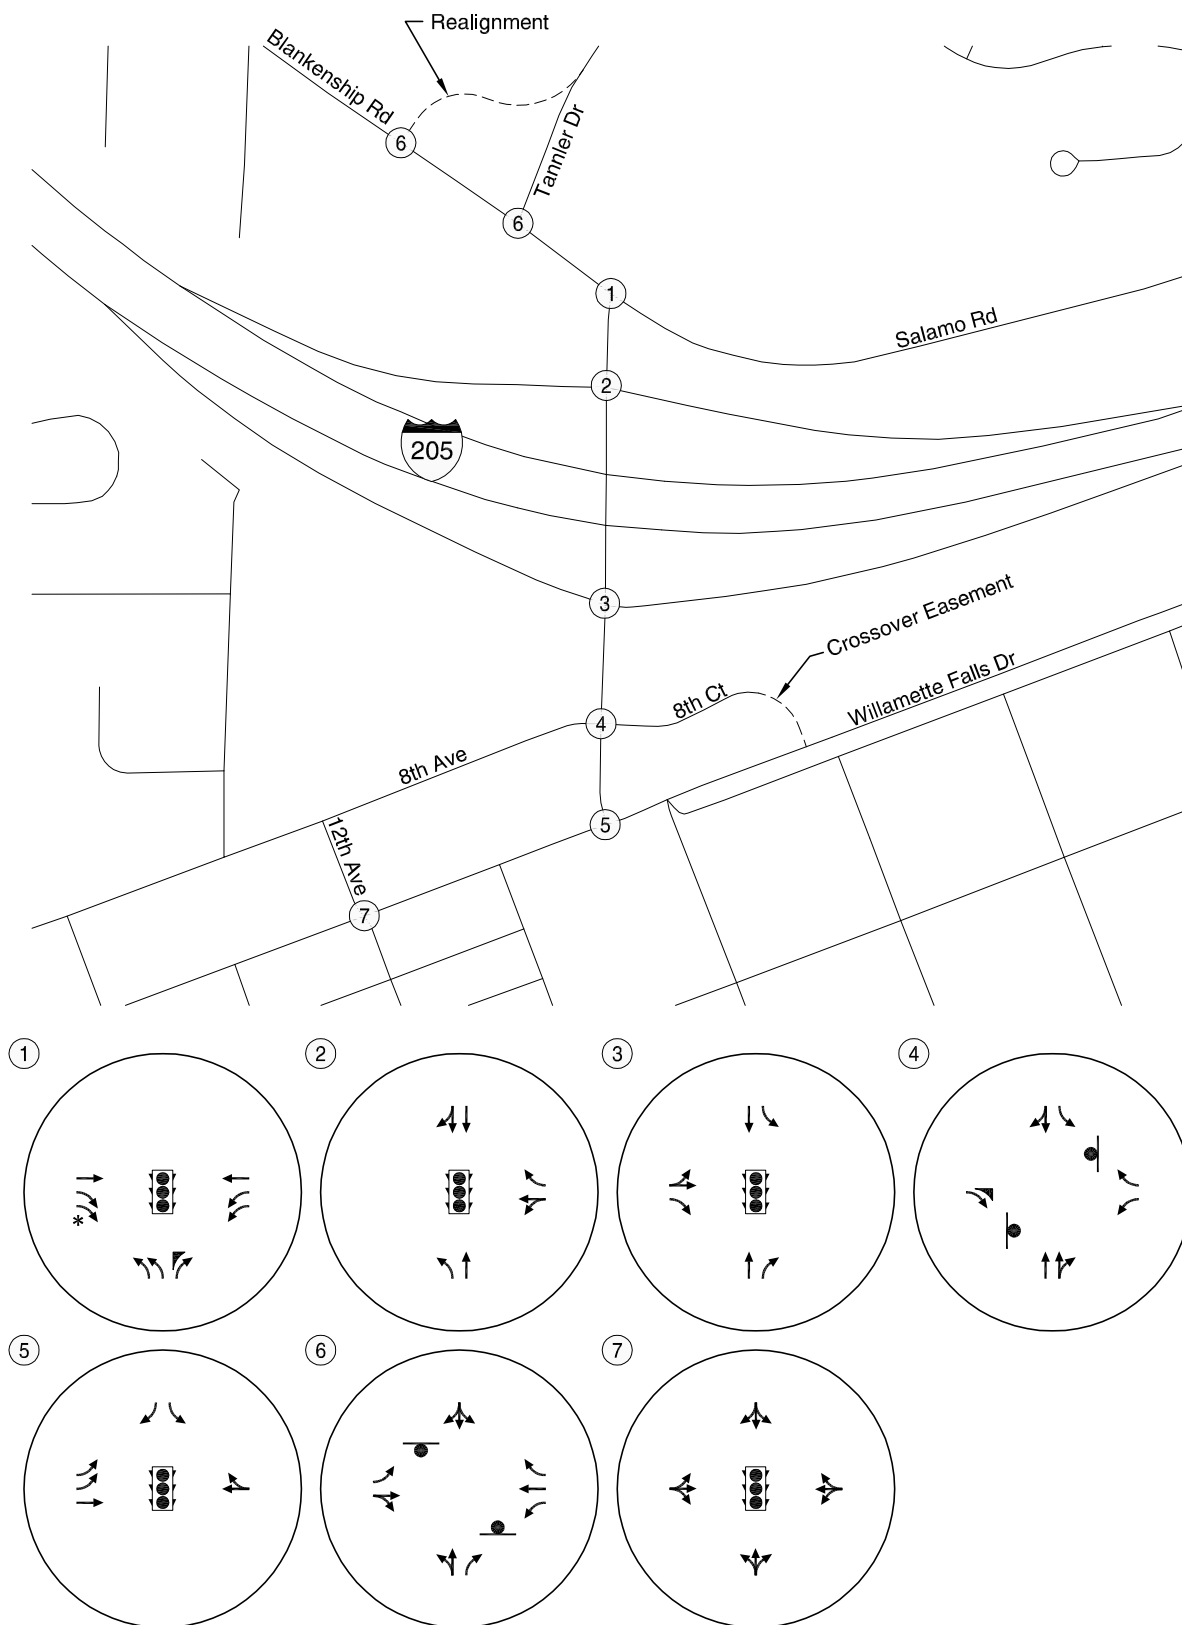 Realignment
Blankenship Rd
6
Tannler Dr
6
1
Salamo Rd
2
205
3
Crossover Easement
8th Ct
Willamette Falls Dr
4
8th Ave
5
12th Ave
7
1
2
3
4
*
5
6
7